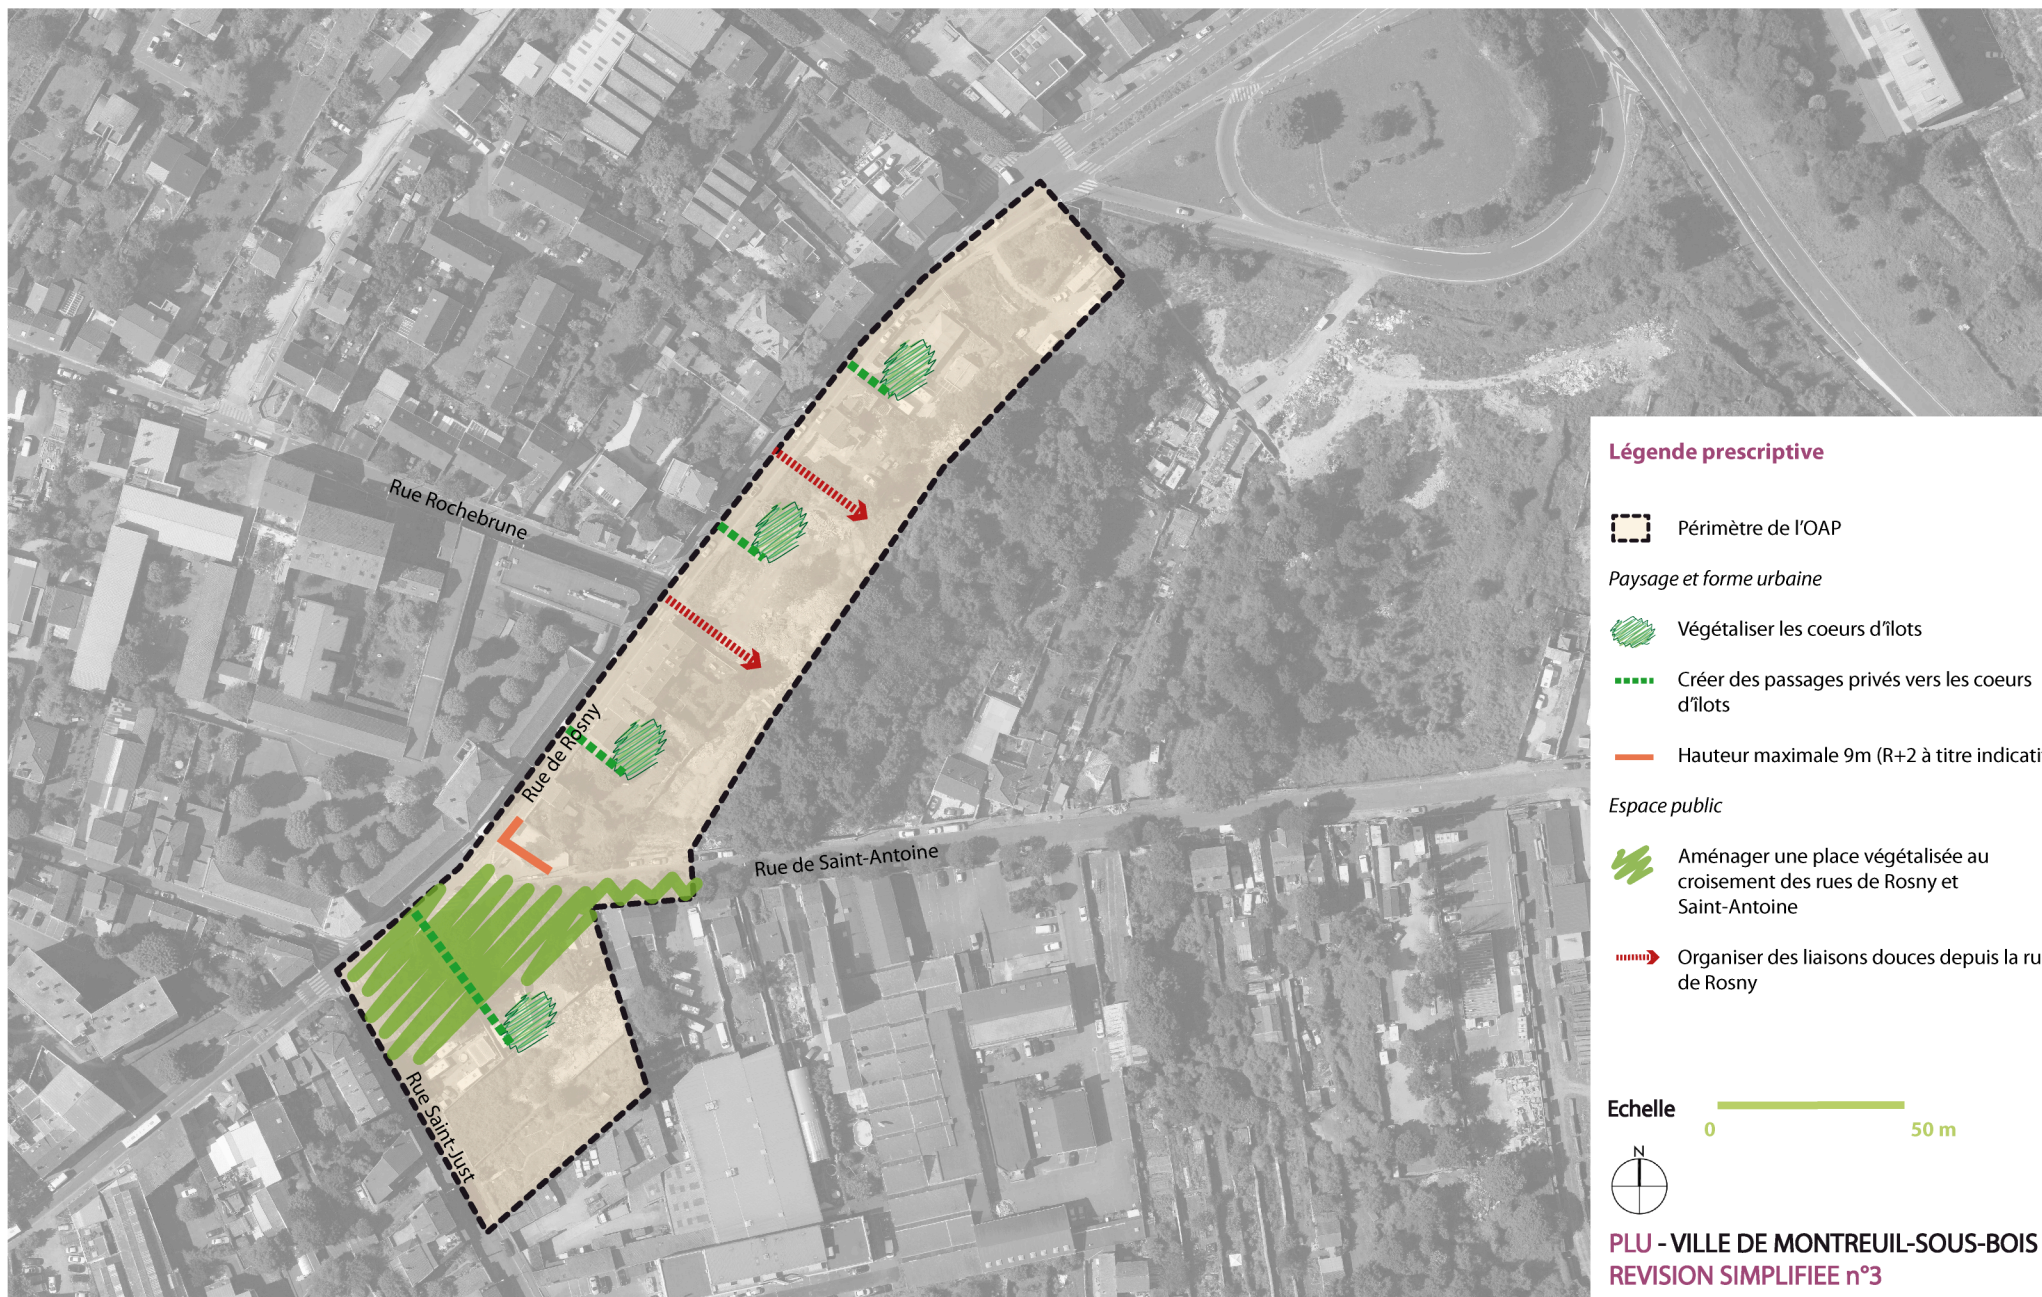 Rue Rochebrune
Rue de Rosny
Rue de Saint-Antoine
Rue Saint-Just
Légende prescriptive
Périmètre de l'OAP
Paysage et forme urbaine
Végétaliser les coeurs d'îlots
Créer des passages privés vers les coeurs
d'îlots
Hauteur maximale 9m (R+2 à titre indicati
Espace public
Aménager une place végétalisée au
croisement des rues de Rosny et
Saint-Antoine
Organiser des liaisons douces depuis la ru
de Rosny
Echelle
0 50 m
N
PLU - VILLE DE MONTREUIL-SOUS-BOIS
REVISION SIMPLIFIEE n°3